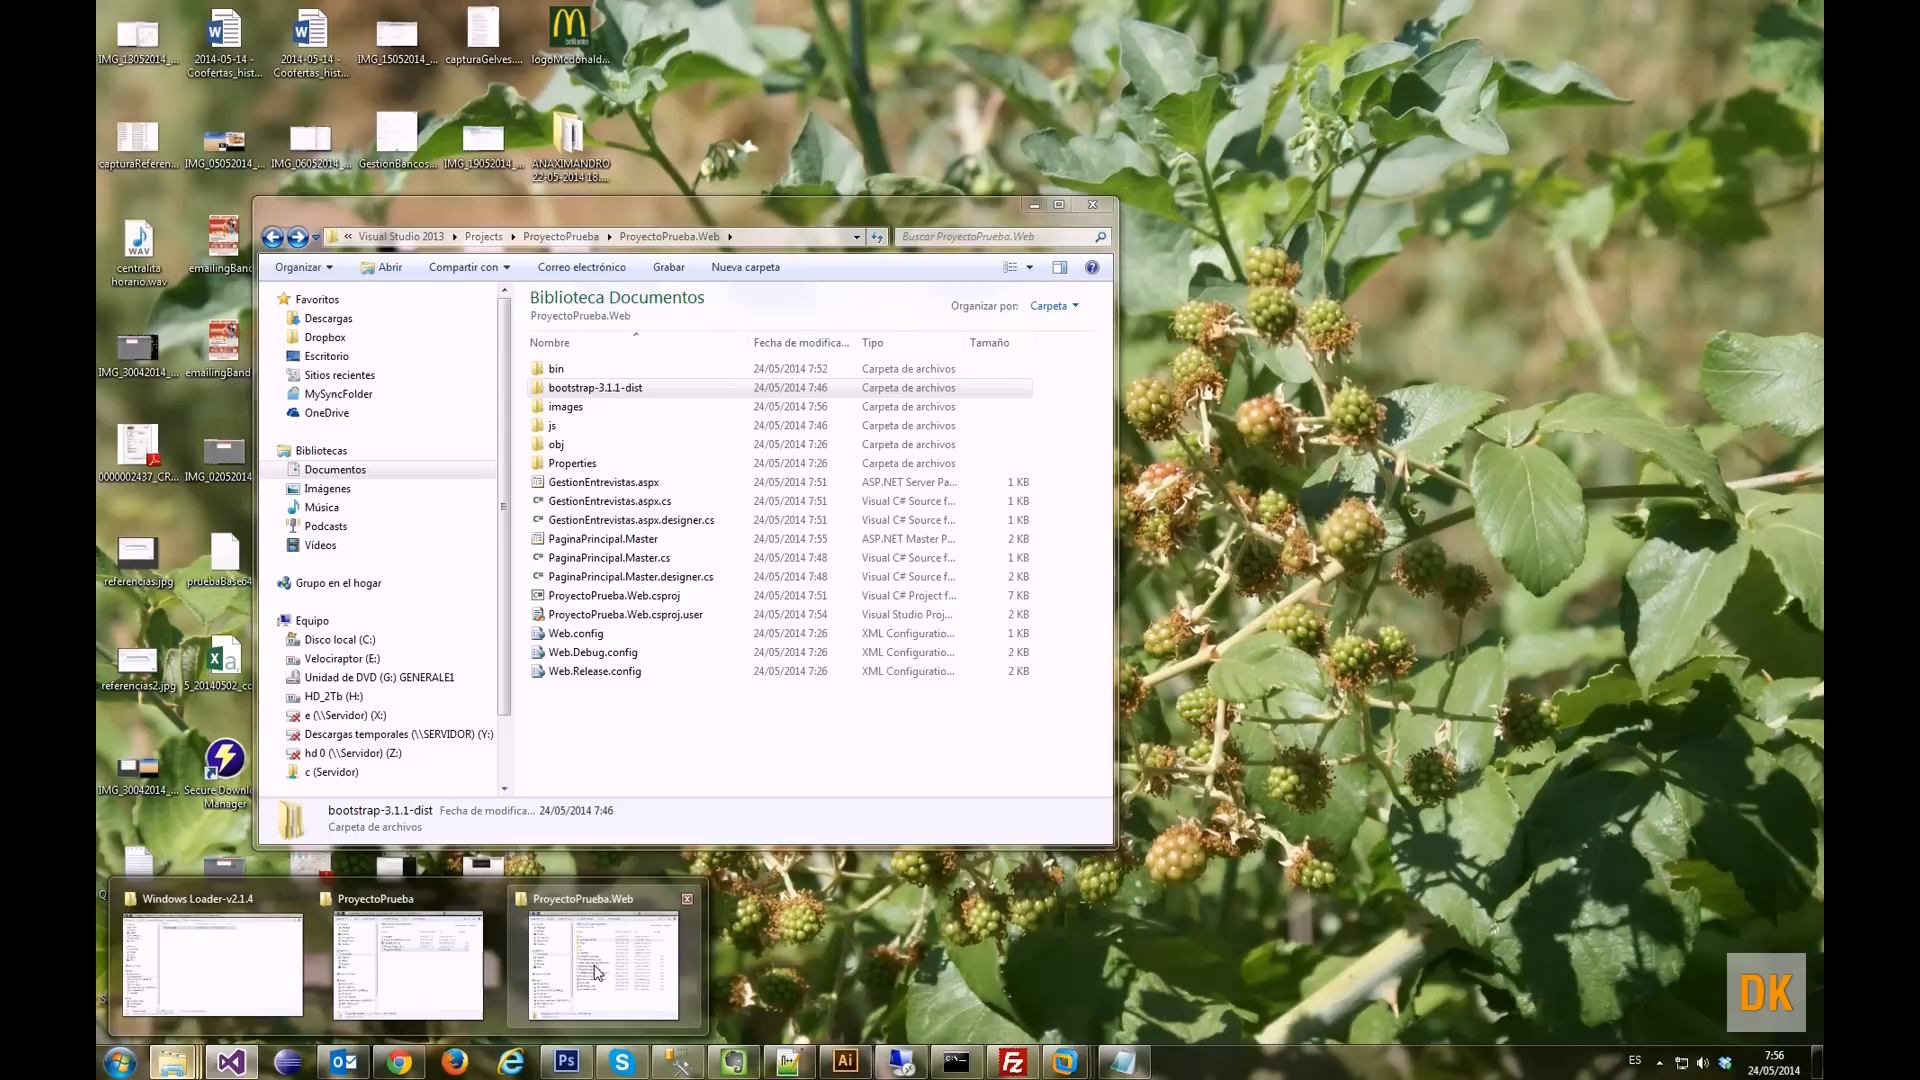 IMG_13052014_...
2014-05-14 - Coofertas_hist...
2014-05-14 - Coofertas_hist...
IMG_15052014_...
capturaGelves....
logoMcdonald...
capturaReferen...
IMG_05052014_...
IMG_06052014_...
GestionBancos...
IMG_19052014_...
ANAXIMANDRO 22-05-2014 18....
WAV
centralita horario.wav
emailingBand
IMG_30042014_...
emailingBand
0000002437_CR...
IMG_02052014
referencias.jpg
pruebaBase64
referencias2.jpg
5_20140502_cc
IMG_30042014_...
Secure Downl Manager
« Visual Studio 2013 Projects ProyectoPrueba ProyectoPrueba.Web
Buscar ProyectoPrueba.Web
Organizar Abrir Compartir con Correo electrónico Grabar Nueva carpeta
Favoritos
Descargas
Dropbox
Escritorio
Sitios recientes
MySyncFolder
OneDrive
Bibliotecas
Documentos
Imágenes
Música
Podcasts
Vídeos
Grupo en el hogar
Equipo
Disco local (C:)
Velociraptor (E:)
Unidad de DVD (G:) GENERALE1
HD_2Tb (H:)
e (\\Servidor) (X:)
Descargas temporales (\\SERVIDOR) (Y:)
hd 0 (\\Servidor) (Z:)
c (Servidor)
Biblioteca Documentos
ProyectoPrueba.Web
Organizar por: Carpeta
Nombre Fecha de modifica... Tipo Tamaño
bin 24/05/2014 7:52 Carpeta de archivos
bootstrap-3.1.1-dist 24/05/2014 7:46 Carpeta de archivos
images 24/05/2014 7:56 Carpeta de archivos
js 24/05/2014 7:46 Carpeta de archivos
obj 24/05/2014 7:26 Carpeta de archivos
Properties 24/05/2014 7:26 Carpeta de archivos
GestionEntrevistas.aspx 24/05/2014 7:51 ASP.NET Server Pa... 1 KB
GestionEntrevistas.aspx.cs 24/05/2014 7:51 Visual C# Source f... 1 KB
GestionEntrevistas.aspx.designer.cs 24/05/2014 7:51 Visual C# Source f... 1 KB
PaginaPrincipal.Master 24/05/2014 7:55 ASP.NET Master P... 2 KB
PaginaPrincipal.Master.cs 24/05/2014 7:48 Visual C# Source f... 1 KB
PaginaPrincipal.Master.designer.cs 24/05/2014 7:48 Visual C# Source f... 2 KB
ProyectoPrueba.Web.csproj 24/05/2014 7:51 Visual C# Project f... 7 KB
ProyectoPrueba.Web.csproj.user 24/05/2014 7:54 Visual Studio Proj... 2 KB
Web.config 24/05/2014 7:26 XML Configuratio... 1 KB
Web.Debug.config 24/05/2014 7:26 XML Configuratio... 2 KB
Web.Release.config 24/05/2014 7:26 XML Configuratio... 2 KB
bootstrap-3.1.1-dist Fecha de modifica... 24/05/2014 7:46
Carpeta de archivos
Windows Loader-v2.1.4
ProyectoPrueba
ProyectoPrueba.Web
DK
Ps
Ai
Fz
ES
7:56
24/05/2014